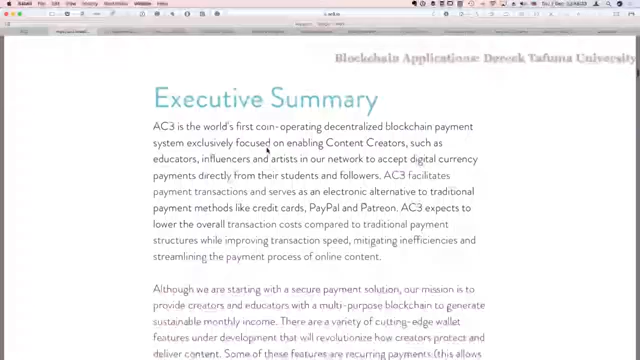 Blockchain Applications: Dereck Tafuma University
Executive Summary
AC3 is the world's first coin-operating decentralized blockchain payment
system exclusively focused on enabling Content Creators, such as
educators, influencers and artists in our network to accept digital currency
payments directly from their students and followers. AC3 facilitates
payment transactions and serves as an electronic alternative to traditional
payment methods like credit cards, PayPal and Patreon. AC3 expects to
lower the overall transaction costs compared to traditional payment
structures while improving transaction speed, mitigating inefficiencies and
streamlining the payment process of online content.
Although we are starting with a secure payment solution, our mission is to
provide creators and educators with a multi-purpose blockchain to generate
sustainable monthly income. There are a variety of cutting-edge wallet
features under development that will revolutionize how creators protect and
deliver content. Some of these features are recurring payments (this allows